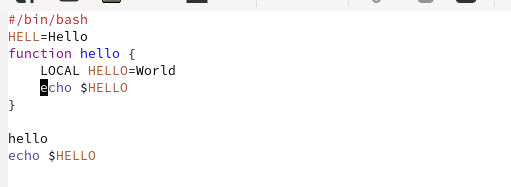 #/bin/bash
HELL=Hello
function hello {
    LOCAL HELLO=World
    echo $HELLO
}

hello
echo $HELLO